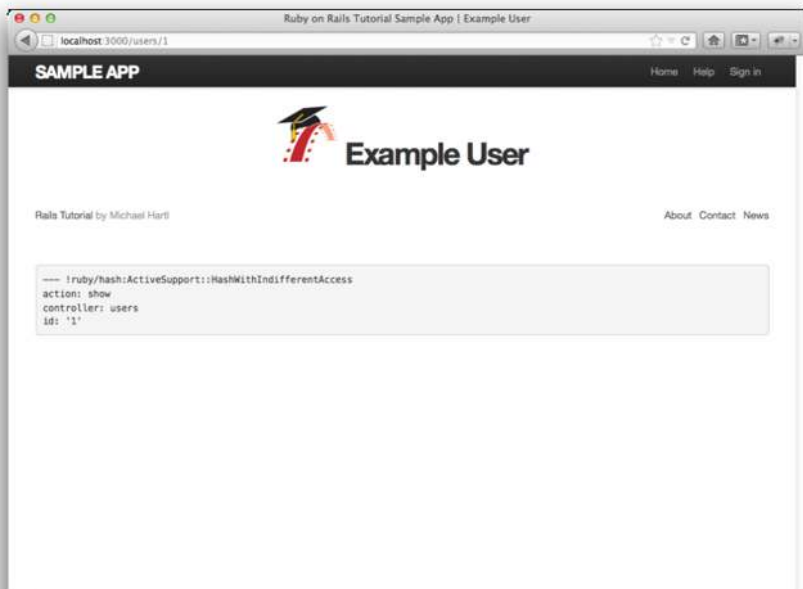 Ruby on Rails Tutorial Sample App | Example User
localhost:3000/users/1
SAMPLE APP
Home Help Sign in
Example User
Rails Tutorial by Michael Hartl
About Contact News
--- !ruby/hash:ActiveSupport::HashWithIndifferentAccess
action: show
controller: users
id: '1'